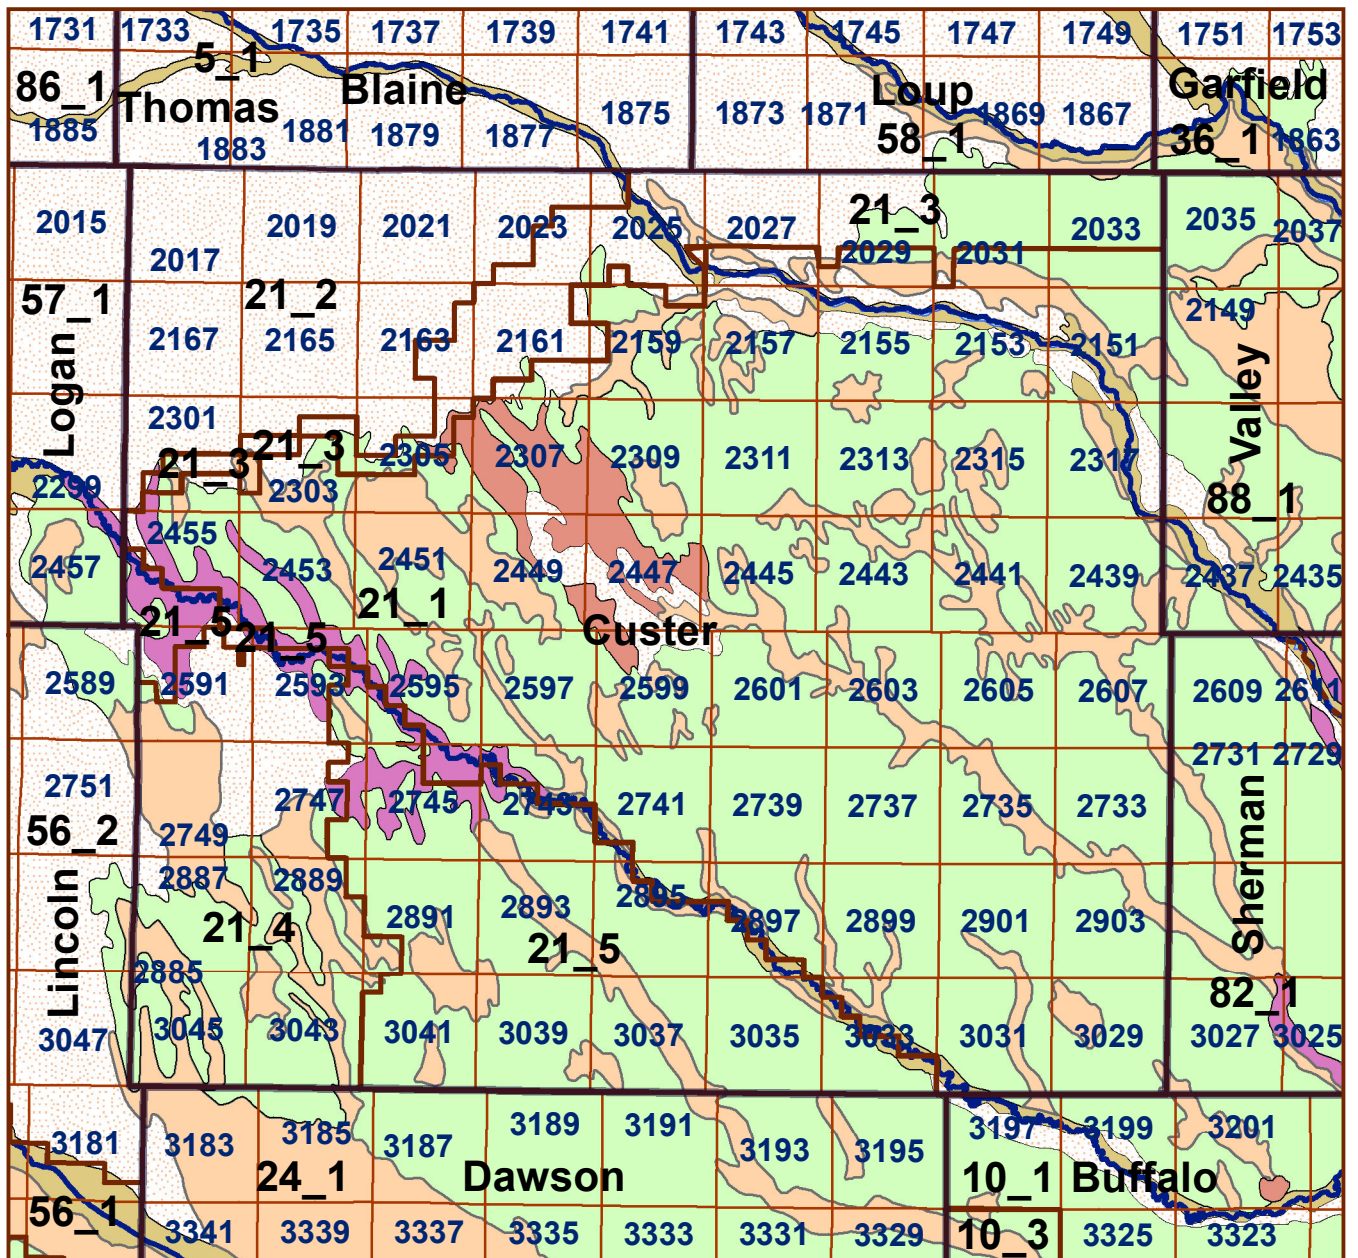 1731 1733 1735 1737 1739 1741 1743 1745 1747 1749 1751 1753
86_1 5_1 Blaine Loup Garfield
Thomas 58_1 36_1
1885 1883 1881 1879 1877 1875 1873 1871 1869 1867 1863
2015 2017 2019 2021 2023 2025 2027 21_3 2029 2031 2033 2035 2037
57_1 21_2
Logan 2167 2165 2163 2161 2159 2157 2155 2153 2151 2149
2301 21_3 21_3 Valley
2299 2303 2305 2307 2309 2311 2313 2315 2317 88_1
2457 2455 2453 2451 2449 2447 2445 2443 2441 2439 2437 2435
21_5 21_5 21_1 Custer
2589 2591 2593 2595 2597 2599 2601 2603 2605 2607 2609 2611
2731 2729
2751 2749 2747 2745 2743 2741 2739 2737 2735 2733
56_2
Lincoln 2887 2889 2891 2893 2895 2897 2899 2901 2903 Sherman
21_4 21_5
2885 82_1
3047 3045 3043 3041 3039 3037 3035 3033 3031 3029 3027 3025
3181 3183 3185 3187 3189 3191 3193 3195 3197 3199 3201
24_1 Dawson 10_1 Buffalo
56_1 3341 3339 3337 3335 3333 3331 3329 10_3 3325 3323